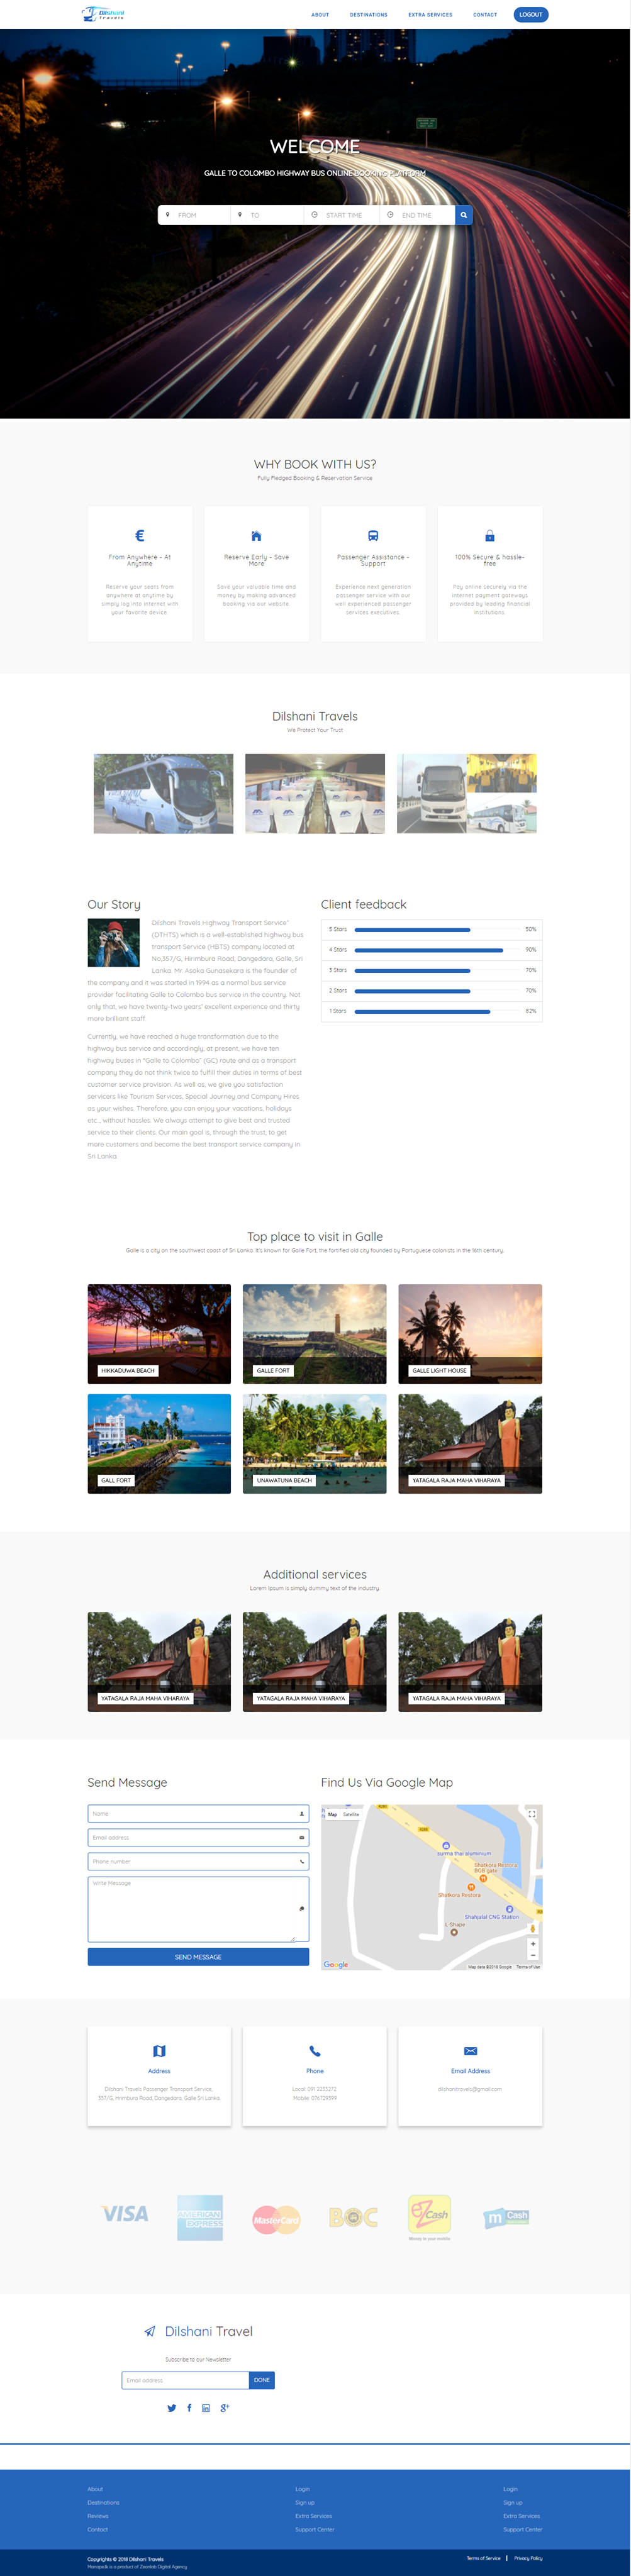 Dilshani
Travels
ABOUT
DESTINATIONS
EXTRA SERVICES
CONTACT
LOGOUT
WELCOME
GALLE TO COLOMBO HIGHWAY BUS ONLINE BOOKING PLATFORM
FROM
TO
START TIME
END TIME
WHY BOOK WITH US?
Fully Fledged Booking & Reservation Service
From Anywhere - At
Anytime
Reserve your seats from
anywhere at anytime by
simply log into internet with
your favorite device.
Reserve Early - Save
More
Save your valuable time and
money by making advanced
booking via our website.
Passenger Assistance -
Support
Experience next generation
passenger service with our
well experienced passenger
services executives.
100% Secure & hassle-
free
Pay online securely via the
internet payment gateways
provided by leading financial
institutions.
Dilshani Travels
We Protest Your Trust
Our Story
Dilshani Travels Highway Transport Service"
(DTHTS) which is a well-established highway bus
transport Service (HBTS) company located at
No,357/G, Hirimbura Road, Dangedara, Galle, Sri
Lanka. Mr. Asoka Gunasekara is the founder of
the company and it was started in 1994 as a normal bus service
provider facilitating Galle to Colombo bus service in the country. Not
only that, we have twenty-two years' excellent experience and thirty
more brilliant staff.
Currently, we have reached a huge transformation due to the
highway bus service and accordingly, at present, we have ten
highway buses in "Galle to Colombo" (GC) route and as a transport
company they do not think twice to fulfill their duties in terms of best
customer service provision. As well as, we give you satisfaction
servicers like Tourism Services, Special Journey and Company Hires
as your wishes. Therefore, you can enjoy your vacations, holidays
etc., without hassles. We always attempt to give best and trusted
service to their clients. Our main goal is, through the trust, to get
more customers and become the best transport service company in
Sri Lanka.
Client feedback
5 Stars
50%
4 Stars
90%
3 Stars
70%
2 Stars
70%
1 Stars
82%
Top place to visit in Galle
Galle is a city on the southwest coast of Sri Lanka. It's known for Galle Fort, the fortified old city founded by Portuguese colonists in the 16th century.
HIKKADUWA BEACH
GALLE FORT
GALLE LIGHT HOUSE
GALL FORT
UNAWATUNA BEACH
YATAGALA RAJA MAHA VIHARAYA
Additional services
Lorem Ipsum is simply dummy text of the industry.
YATAGALA RAJA MAHA VIHARAYA
YATAGALA RAJA MAHA VIHARAYA
YATAGALA RAJA MAHA VIHARAYA
Send Message
Name
Email address
Phone number
Write Message
SEND MESSAGE
Find Us Via Google Map
Map
Satellite
sunna thai aluminium
Shatkora Restora
BGB gate
Shatkora Restora
Shahjalal CNG Station
L Shape
Google
Map data ©2018 Google
Terms of Use
Address
Dilshani Travels Passenger Transport Service,
357/G, Hirimbura Road, Dangedara, Galle Sri Lanka.
Phone
Local: 091 2233272
Mobile: 076729399
Email Address
dilshanitravels@gmail.com
VISA
AMERICAN
EXPRESS
MasterCard
BOC
eZ
Cash
Money in your mobile
m Cash
Dilshani Travel
Subscribe to our Newsletter
Email address
DONE
About
Destinations
Reviews
Contact
Login
Sign up
Extra Services
Support Center
Login
Sign up
Extra Services
Support Center
Copyrights © 2018 Dilshani Travels
Terms of Service
Privacy Policy